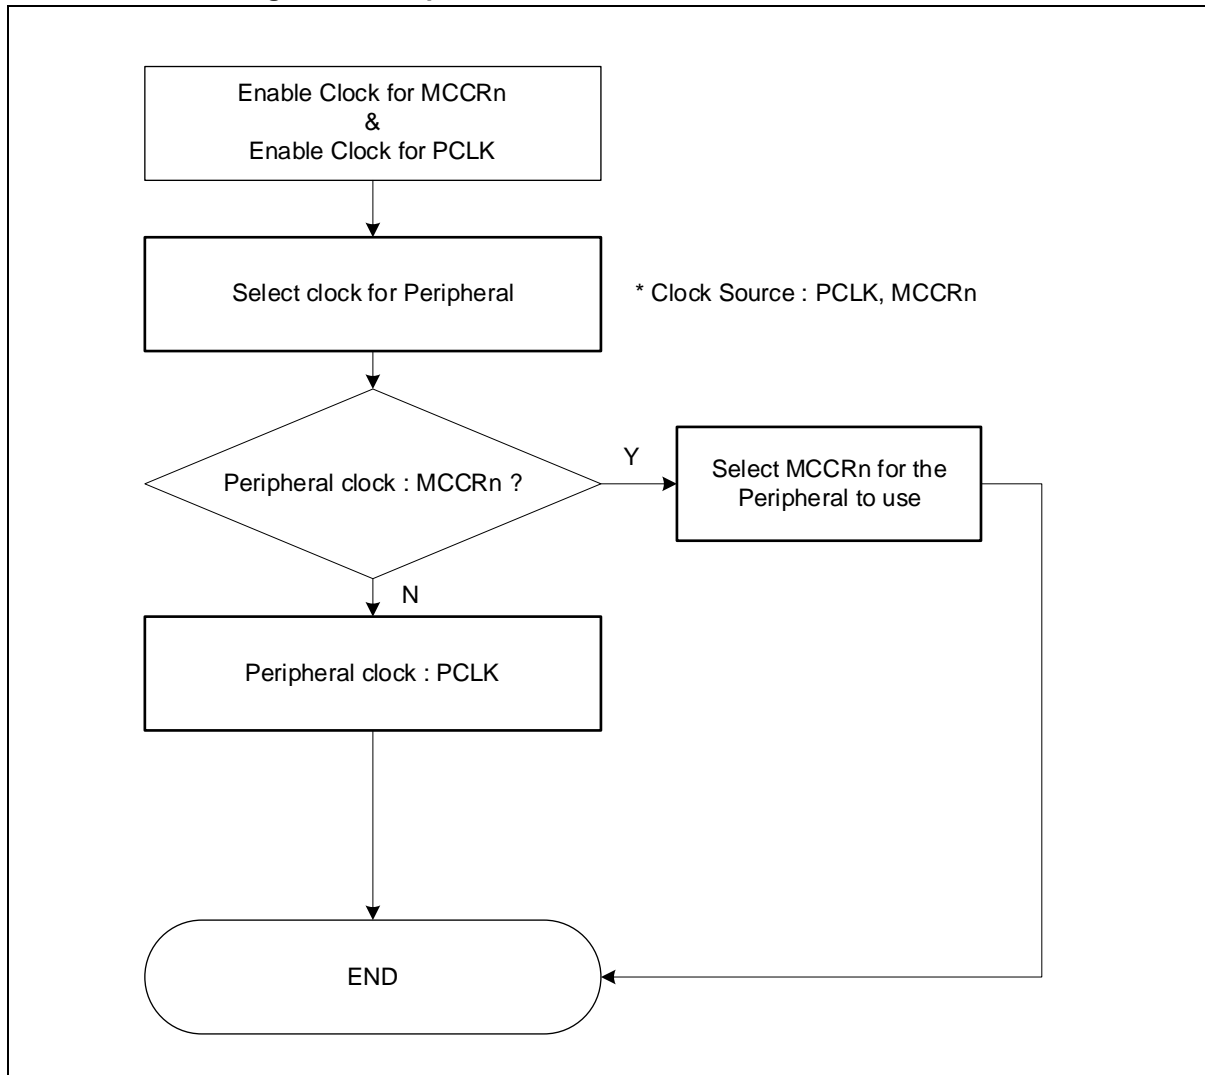 Enable Clock for MCCRn
&
Enable Clock for PCLK
Select clock for Peripheral
* Clock Source : PCLK, MCCRn
Peripheral clock : MCCRn ?
Y
Select MCCRn for the
Peripheral to use
N
Peripheral clock : PCLK
END